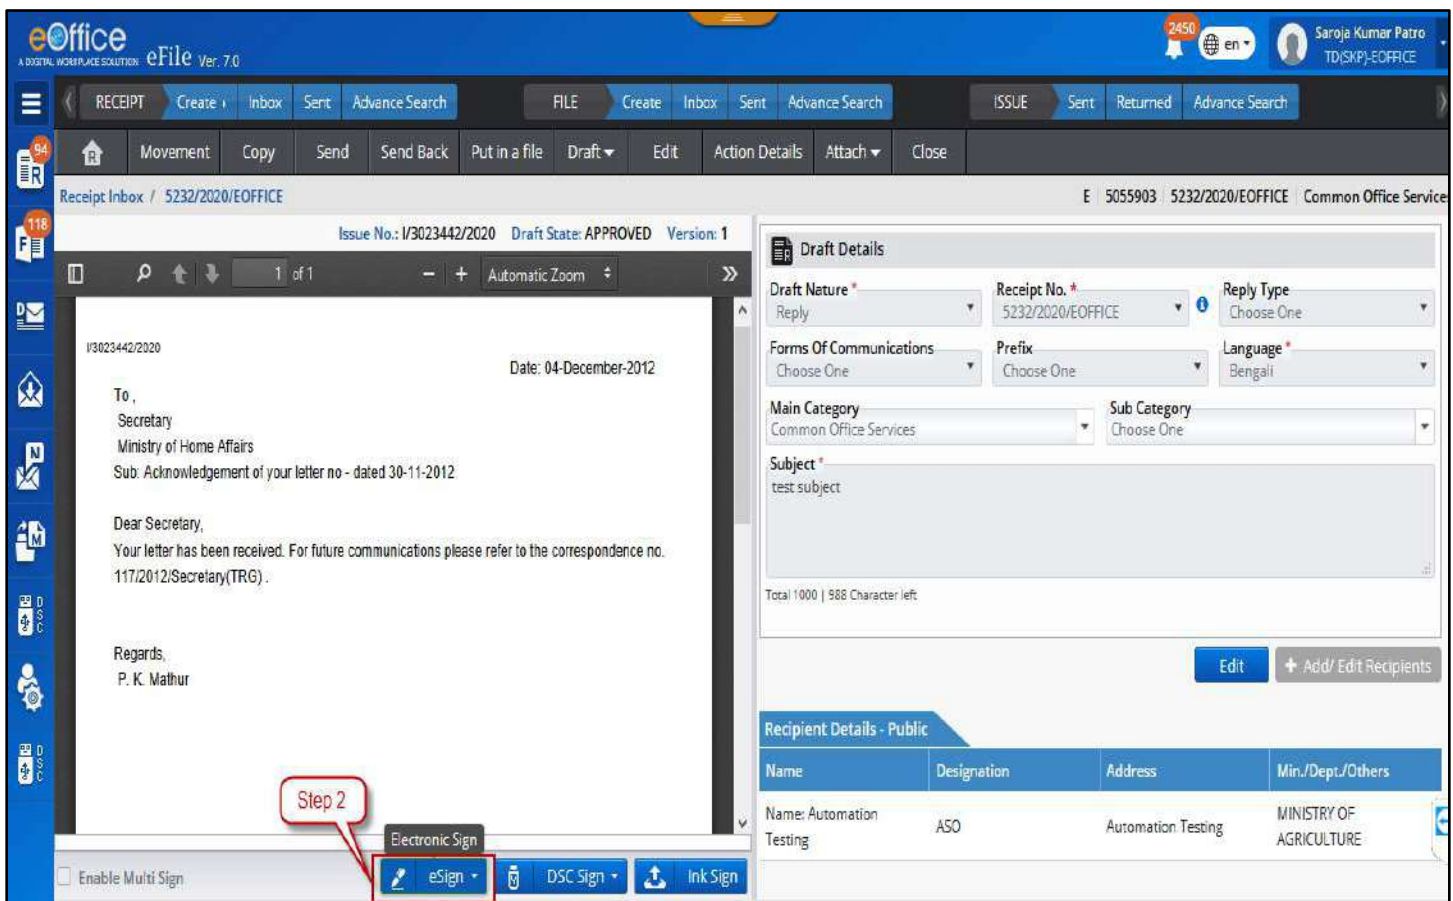 eOffice
A DIGITAL WORKPLACE SOLUTION eFile Ver. 7.0
2450
en
Saroja Kumar Patro
TD(SKP)-EOFFICE
RECEIPT Create Inbox Sent Advance Search FILE Create Inbox Sent Advance Search ISSUE Sent Returned Advance Search
94
R
R Movement Copy Send Send Back Put in a file Draft Edit Action Details Attach Close
Receipt Inbox / 5232/2020/EOFFICE
E 5055903 5232/2020/EOFFICE Common Office Service
118
F
Issue No.: I/3023442/2020 Draft State: APPROVED Version: 1
1 of 1 − + Automatic Zoom
D
N
M
DSC
DSC
I/3023442/2020
Date: 04-December-2012
To ,
Secretary
Ministry of Home Affairs
Sub: Acknowledgement of your letter no - dated 30-11-2012
Dear Secretary,
Your letter has been received. For future communications please refer to the correspondence no.
117/2012/Secretary(TRG) .
Regards,
P. K. Mathur
Step 2
Electronic Sign
Enable Multi Sign
eSign
DSC Sign
Ink Sign
Draft Details
Draft Nature * Receipt No. * Reply Type
Reply 5232/2020/EOFFICE Choose One
Forms Of Communications Prefix Language *
Choose One Choose One Bengali
Main Category Sub Category
Common Office Services Choose One
Subject *
test subject
Total 1000 | 988 Character left
Edit + Add/ Edit Recipients
Recipient Details - Public
Name Designation Address Min./Dept./Others
Name: Automation Testing ASO Automation Testing MINISTRY OF AGRICULTURE